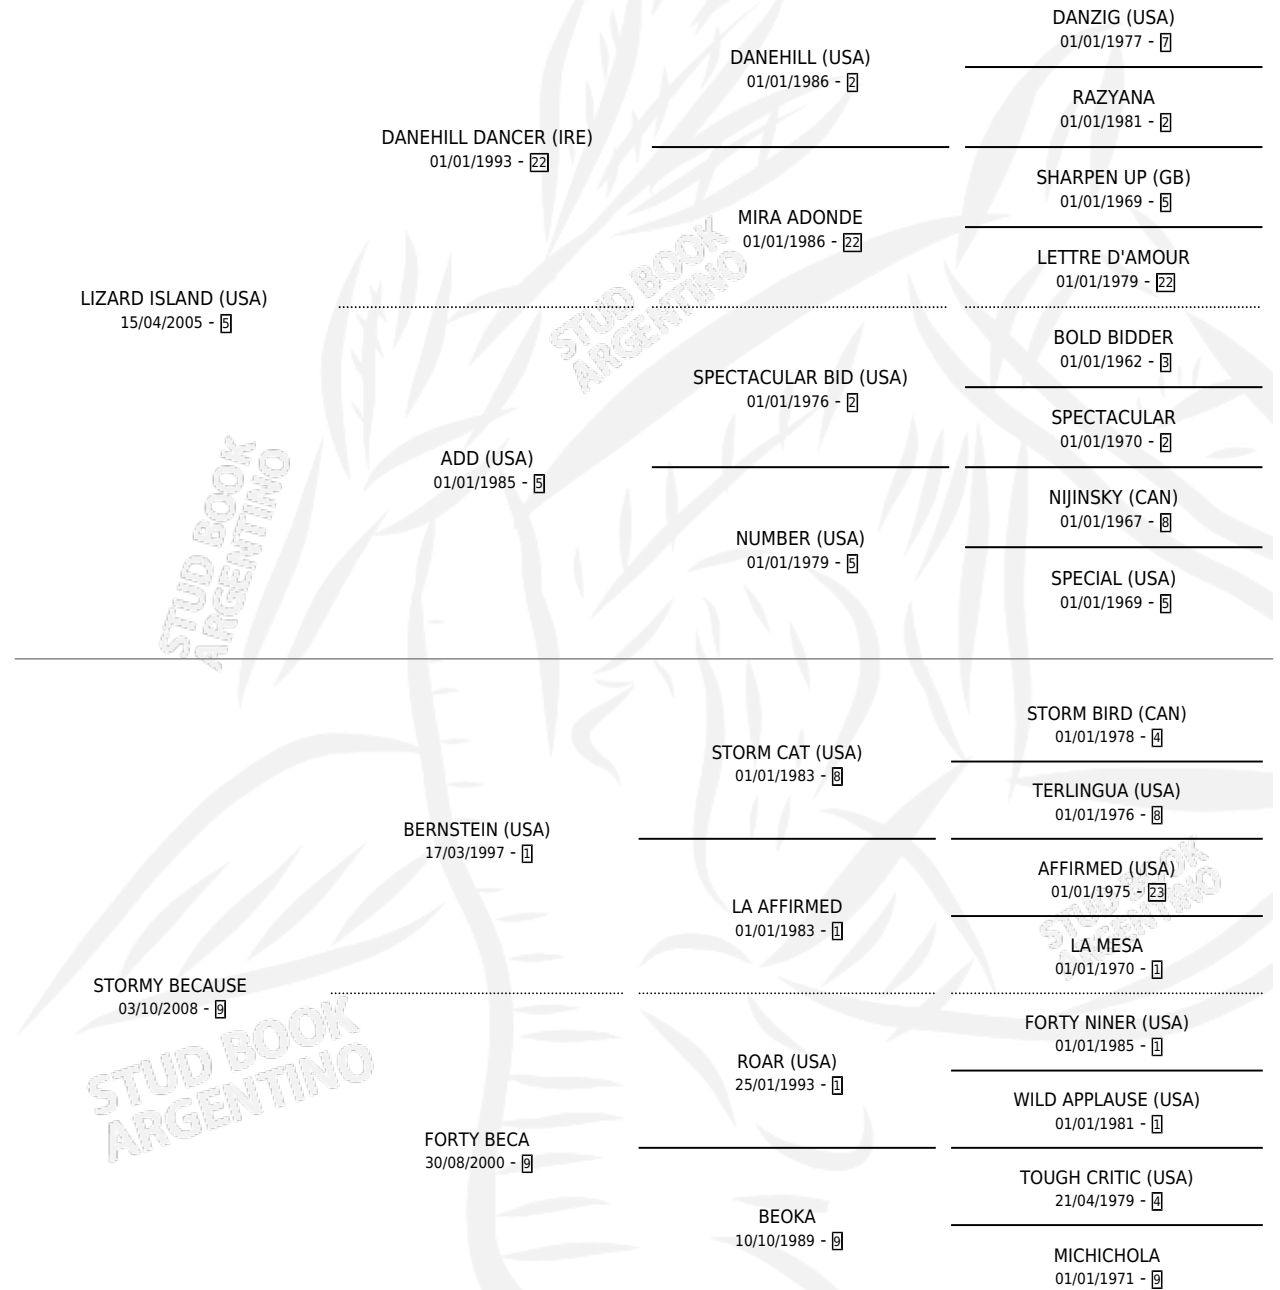 DANZIG (USA)
01/01/1977 - 7
DANEHILL (USA)
01/01/1986 - 2
RAZYANA
01/01/1981 - 2
DANEHILL DANCER (IRE)
01/01/1993 - 22
SHARPEN UP (GB)
01/01/1969 - 5
MIRA ADONDE
01/01/1986 - 22
LETTRE D'AMOUR
01/01/1979 - 22
LIZARD ISLAND (USA)
15/04/2005 - 5
BOLD BIDDER
01/01/1962 - 3
SPECTACULAR BID (USA)
01/01/1976 - 2
SPECTACULAR
01/01/1970 - 2
ADD (USA)
01/01/1985 - 5
NIJINSKY (CAN)
01/01/1967 - 8
NUMBER (USA)
01/01/1979 - 5
SPECIAL (USA)
01/01/1969 - 5
STORM BIRD (CAN)
01/01/1978 - 4
STORM CAT (USA)
01/01/1983 - 8
TERLINGUA (USA)
01/01/1976 - 8
BERNSTEIN (USA)
17/03/1997 - 1
AFFIRMED (USA)
01/01/1975 - 23
LA AFFIRMED
01/01/1983 - 1
LA MESA
01/01/1970 - 1
STORMY BECAUSE
03/10/2008 - 9
FORTY NINER (USA)
01/01/1985 - 1
ROAR (USA)
25/01/1993 - 1
WILD APPLAUSE (USA)
01/01/1981 - 1
FORTY BECA
30/08/2000 - 9
TOUGH CRITIC (USA)
21/04/1979 - 4
BEOKA
10/10/1989 - 9
MICHICHOLA
01/01/1971 - 9
STUD BOOK
ARGENTINO
STUD BOOK
ARGENTINO
STUD BOOK
ARGENTINO
STUD BOOK
ARGENTINO